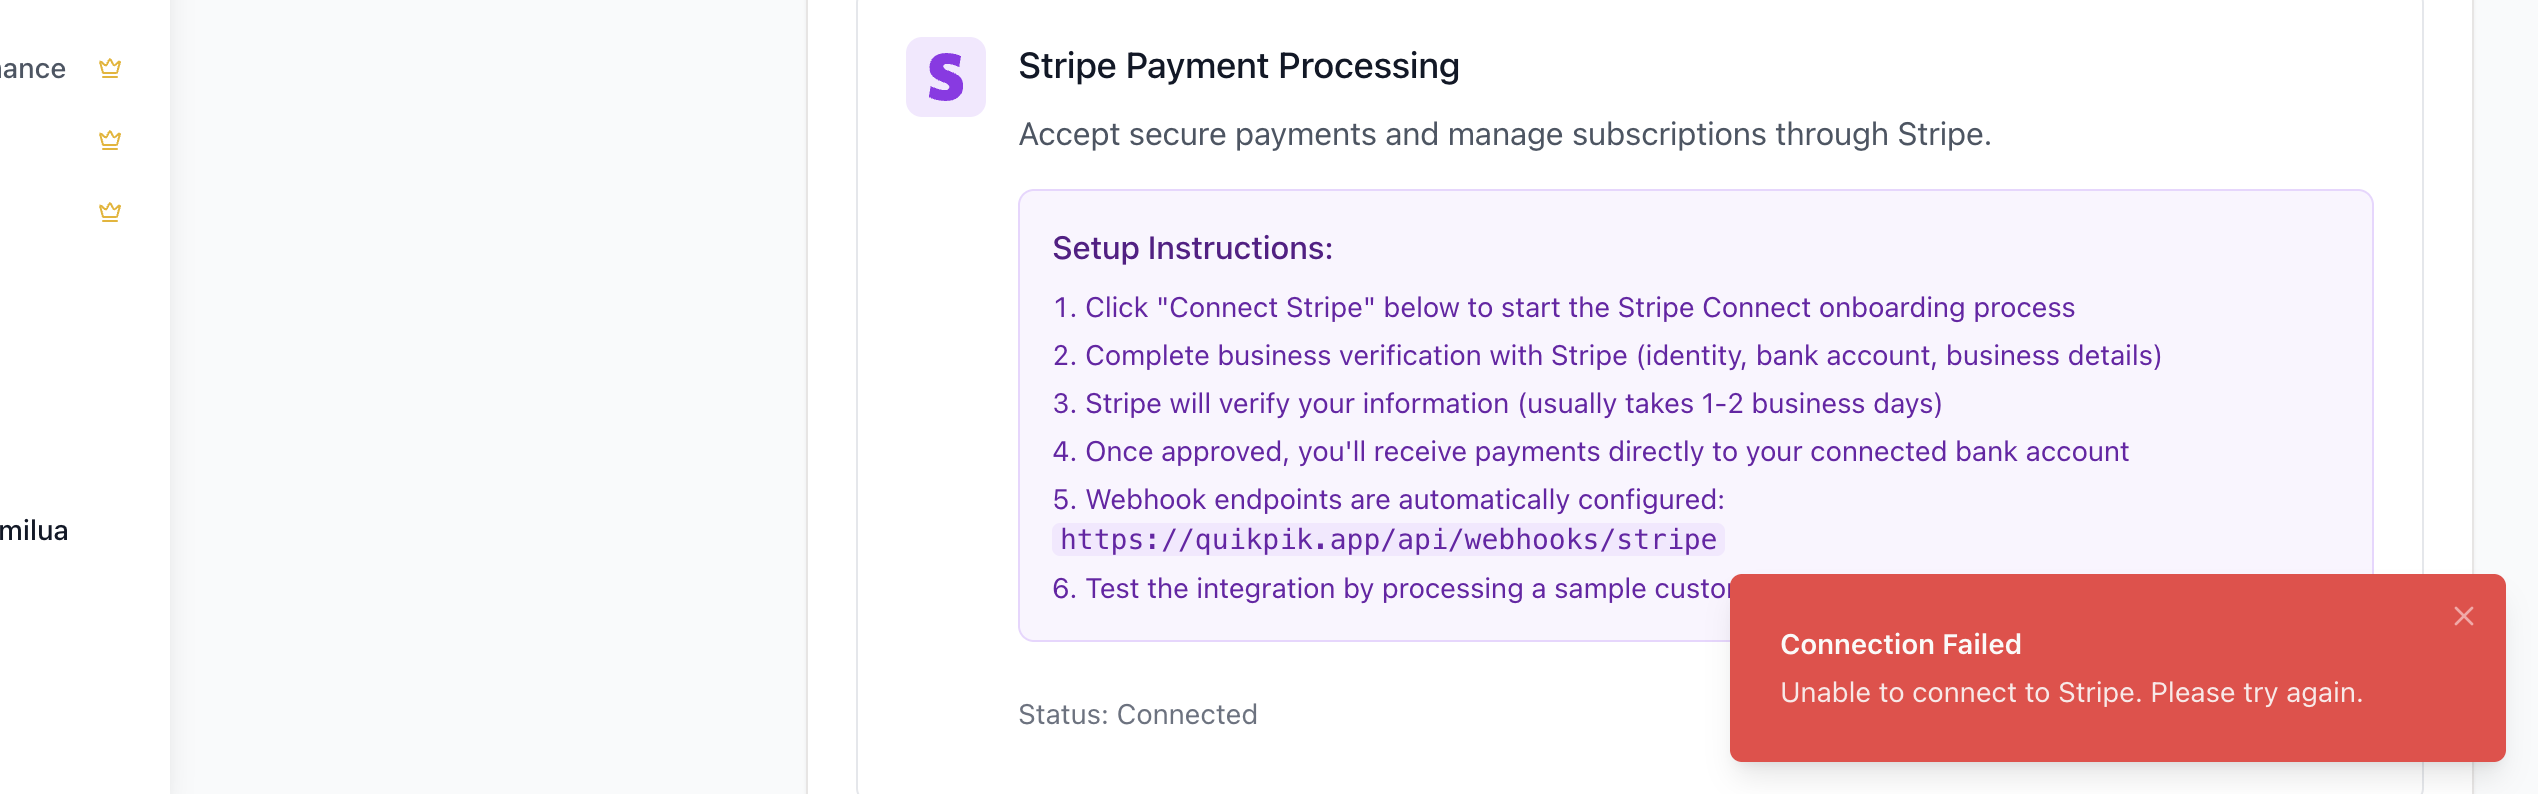 Stripe Payment Processing
Accept secure payments and manage subscriptions through Stripe.
Setup Instructions:
1. Click "Connect Stripe" below to start the Stripe Connect onboarding process
2. Complete business verification with Stripe (identity, bank account, business details)
3. Stripe will verify your information (usually takes 1-2 business days)
4. Once approved, you'll receive payments directly to your connected bank account
5. Webhook endpoints are automatically configured:
https://quikpik.app/api/webhooks/stripe
6. Test the integration by processing a sample
Connection Failed
Unable to connect to Stripe. Please try again.
Status: Connected